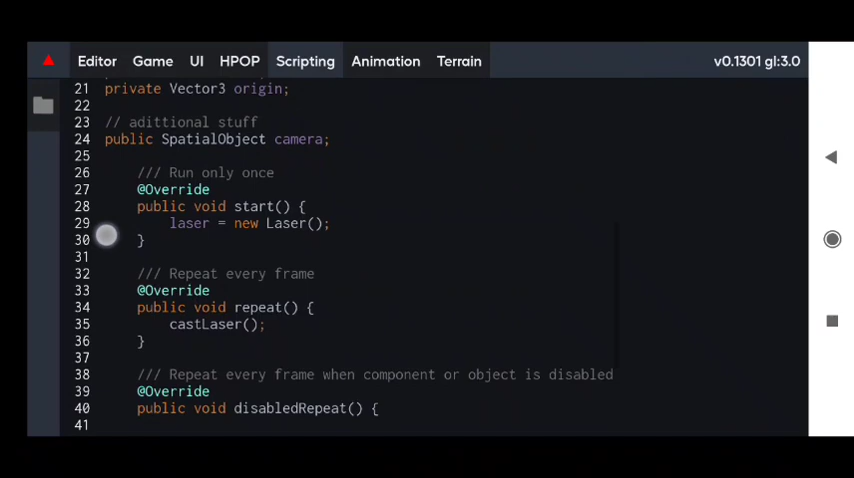 Editor Game UI HPOP Scripting Animation Terrain v0.1301 gl:3.0
21 private Vector3 origin;
22
23 // adittional stuff
24 public SpatialObject camera;
25
26 /// Run only once
27 @Override
28 public void start() {
29 laser = new Laser();
30 }
31
32 /// Repeat every frame
33 @Override
34 public void repeat() {
35 castLaser();
36 }
37
38 /// Repeat every frame when component or object is disabled
39 @Override
40 public void disabledRepeat() {
41